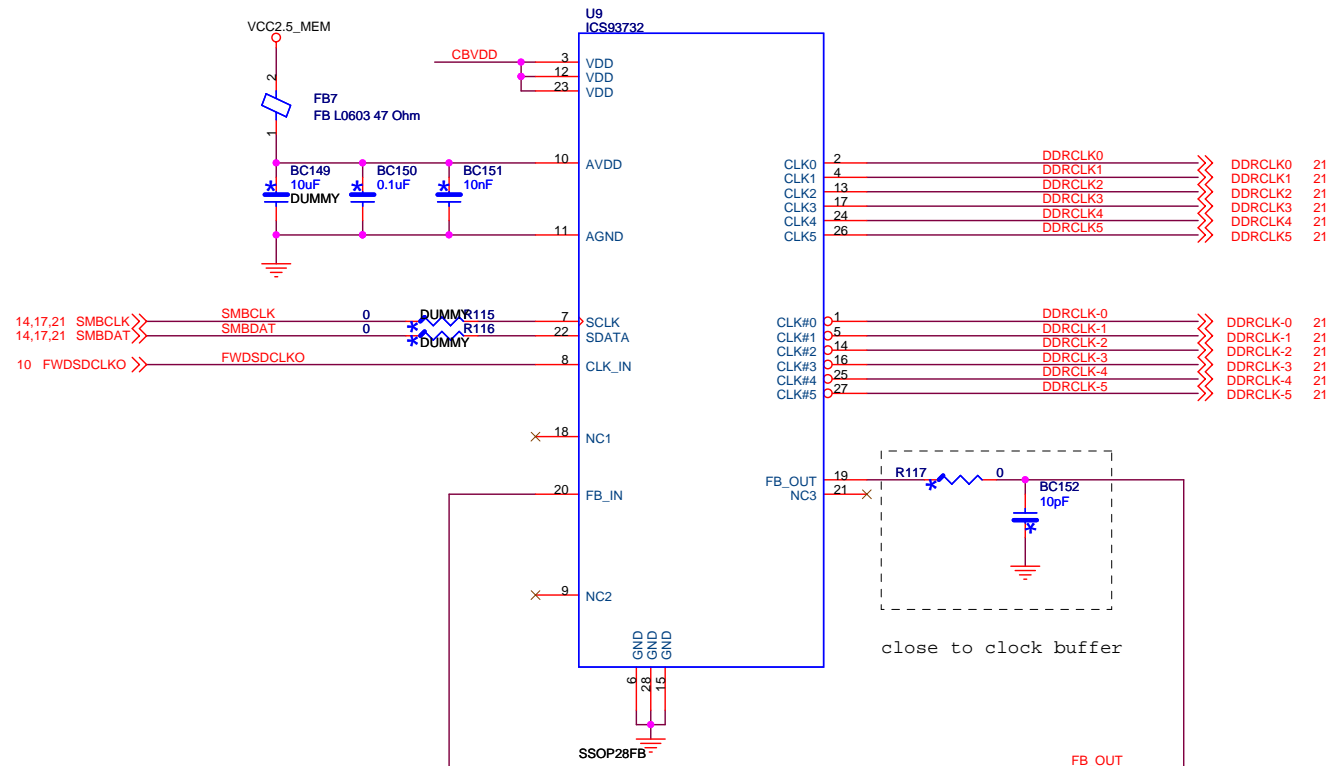 U9
ICS93732
VCC2.5_MEM
CBVDD
3 VDD
12 VDD
23 VDD
2
FB7
FB L0603 47 Ohm
1
10 AVDD
BC149
10uF
DUMMY
BC150
0.1uF
BC151
10nF
11 AGND
CLK0 2 DDRCLK0 DDRCLK0 21
CLK1 4 DDRCLK1 DDRCLK1 21
CLK2 13 DDRCLK2 DDRCLK2 21
CLK3 17 DDRCLK3 DDRCLK3 21
CLK4 24 DDRCLK4 DDRCLK4 21
CLK5 26 DDRCLK5 DDRCLK5 21
14,17,21 SMBCLK SMBCLK 0 DUMMY R115 7 SCLK
14,17,21 SMBDAT SMBDAT 0 DUMMY R116 22 SDATA
10 FWDSDCLKO FWDSDCLKO 8 CLK_IN
CLK#0 1 DDRCLK-0 DDRCLK-0 21
CLK#1 5 DDRCLK-1 DDRCLK-1 21
CLK#2 14 DDRCLK-2 DDRCLK-2 21
CLK#3 16 DDRCLK-3 DDRCLK-3 21
CLK#4 25 DDRCLK-4 DDRCLK-4 21
CLK#5 27 DDRCLK-5 DDRCLK-5 21
18 NC1
20 FB_IN
FB_OUT 19 R117 0
NC3 21
BC152
10pF
9 NC2
close to clock buffer
GND GND GND
6 28 15
SSOP28FB
FB_OUT